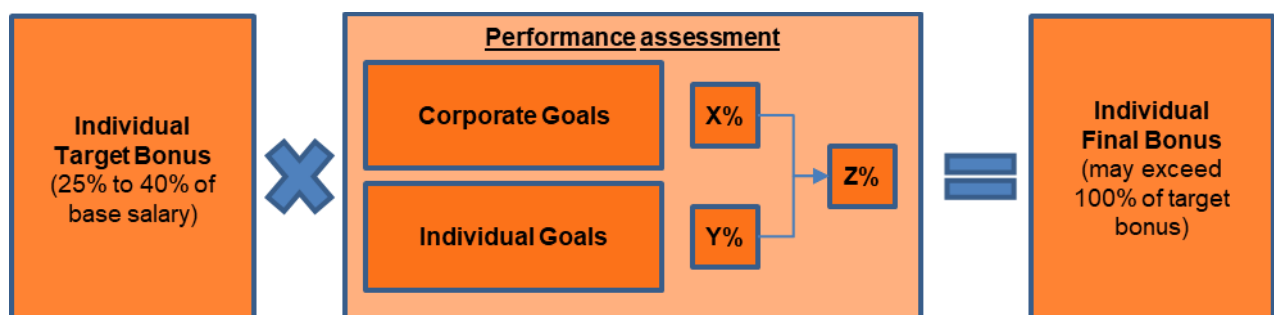 Performance assessment
Individual
Target Bonus
(25% to 40% of
base salary)
Corporate Goals
X%
Individual Goals
Y%
Z%
Individual
Final Bonus
(may exceed
100% of target
bonus)